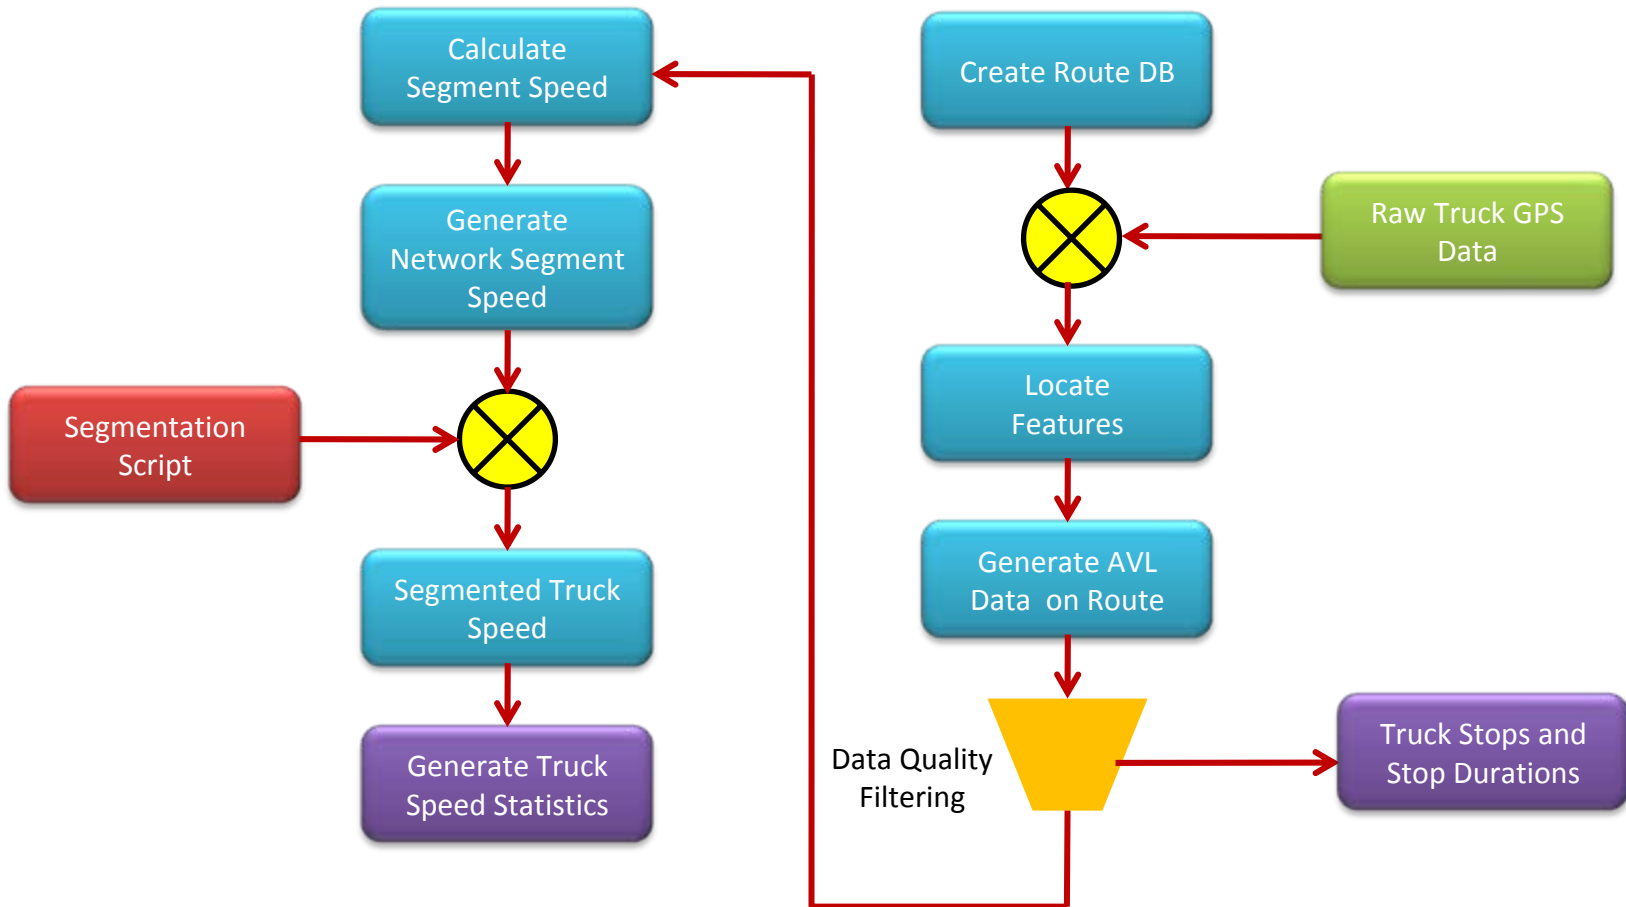 Calculate
Segment Speed
Generate
Network Segment
Speed
Segmentation
Script
Segmented Truck
Speed
Generate Truck
Speed Statistics
Create Route DB
Raw Truck GPS
Data
Locate
Features
Generate AVL
Data  on Route
Data Quality
Filtering
Truck Stops and
Stop Durations